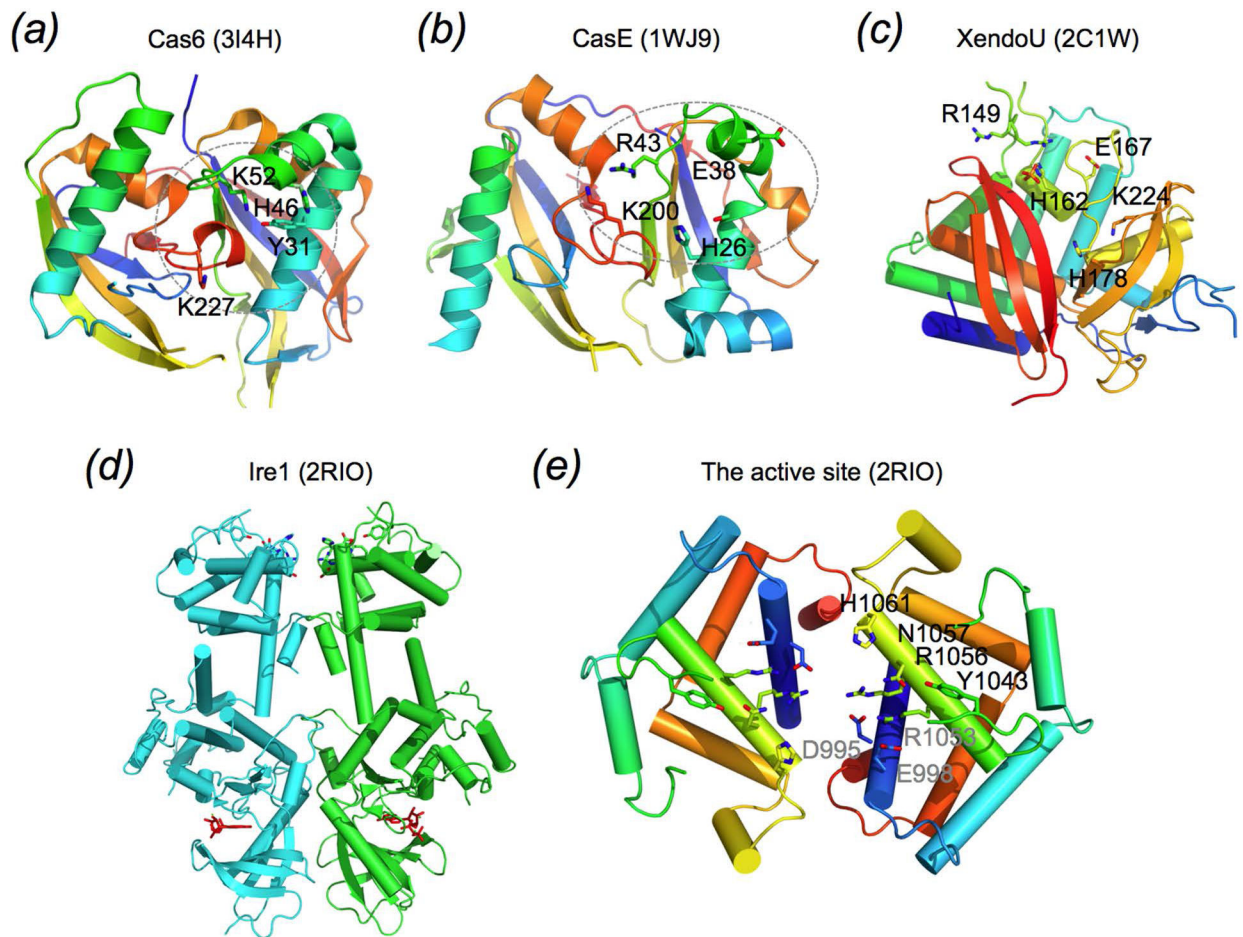 (a)
Cas6 (3I4H)
K52
H46
Y31
K227
(b)
CasE (1WJ9)
R43
E38
K200
H26
(c)
XendoU (2C1W)
R149
E167
H162
K224
H178
(d)
Ire1 (2RIO)
(e)
The active site (2RIO)
H1061
N1057
R1056
Y1043
D995
R1053
E998